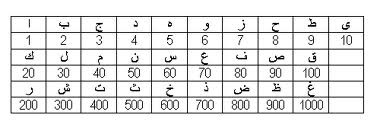 ا ب ج د ه و ز ح ط ى
1 2 3 4 5 6 7 8 9 10
ك ل م ن س ع ف ص ق
20 30 40 50 60 70 80 90 100
ر ش ت ث خ ذ ض ظ غ
200 300 400 500 600 700 800 900 1000